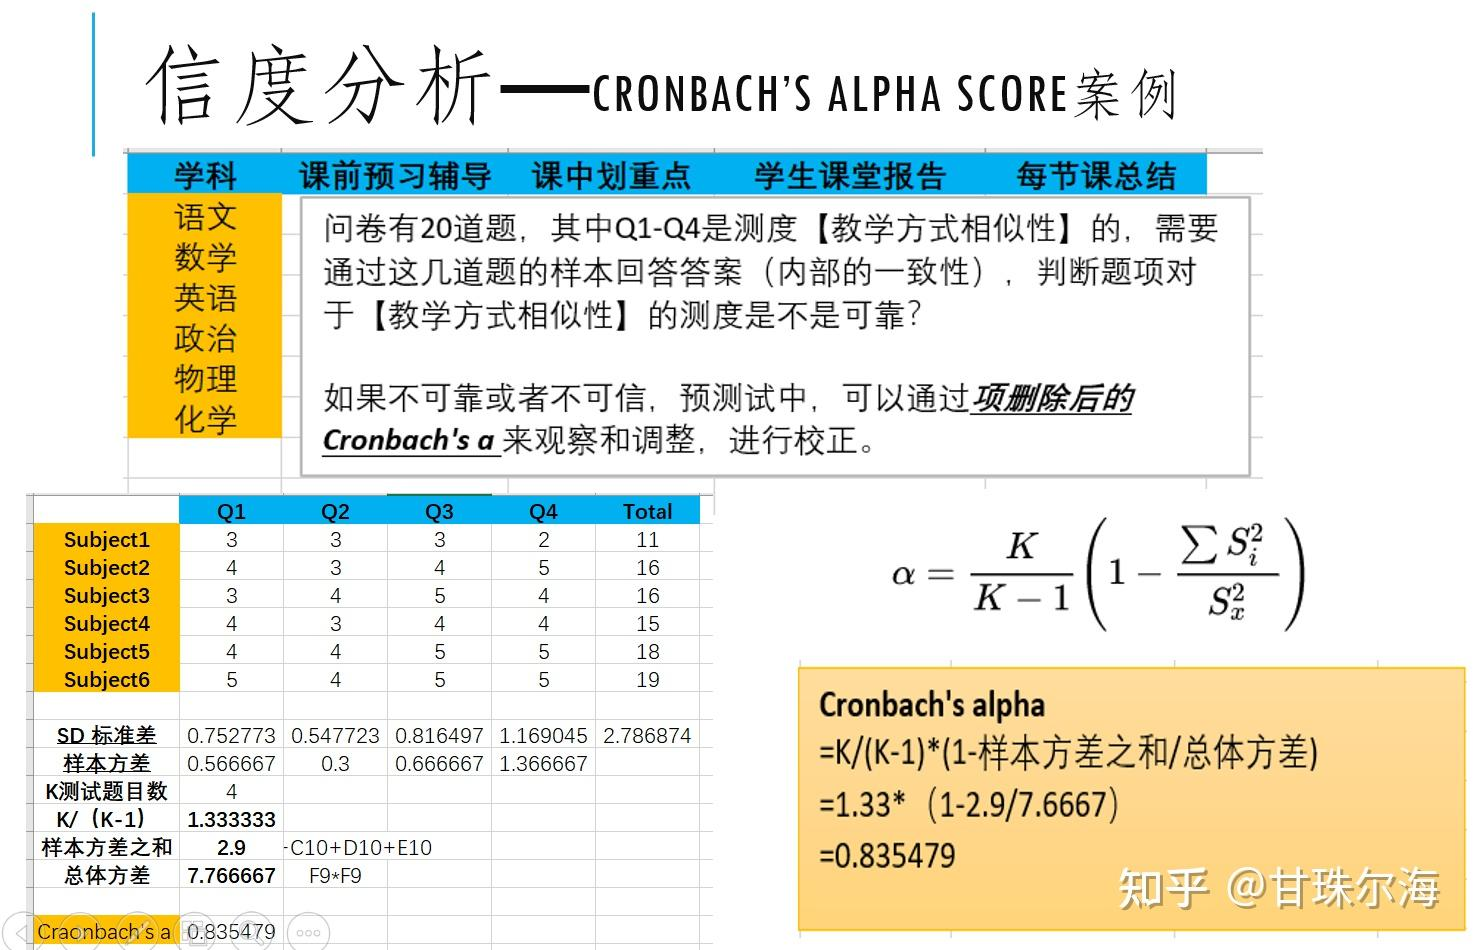 信度分析——CRONBACH'S ALPHA SCORE案例
学科 课前预习辅导 课中划重点 学生课堂报告 每节课总结
语文
数学
英语
政治
物理
化学
问卷有20道题，其中Q1-Q4是测度【教学方式相似性】的，需要
通过这几道题的样本回答答案（内部的一致性），判断题项对
于【教学方式相似性】的测度是不是可靠？
如果不可靠或者不可信，预测试中，可以通过项删除后的
Cronbach's a 来观察和调整，进行校正。
Q1 Q2 Q3 Q4 Total
Subject1 3 3 3 2 11
Subject2 4 3 4 5 16
Subject3 3 4 5 4 16
Subject4 4 3 4 4 15
Subject5 4 4 5 5 18
Subject6 5 4 5 5 19
SD 标准差 0.752773 0.547723 0.816497 1.169045 2.786874
样本方差 0.566667 0.3 0.666667 1.366667
K测试题目数 4
K/（K-1） 1.333333
样本方差之和 2.9 -C10+D10+E10
总体方差 7.766667 F9*F9
Craonbach's a 0.835479
α = K / (K − 1) (1 − ∑ S_i^2 / S_x^2)
Cronbach's alpha
=K/(K-1)*(1-样本方差之和/总体方差)
=1.33*（1-2.9/7.6667）
=0.835479
知乎 @甘珠尔海